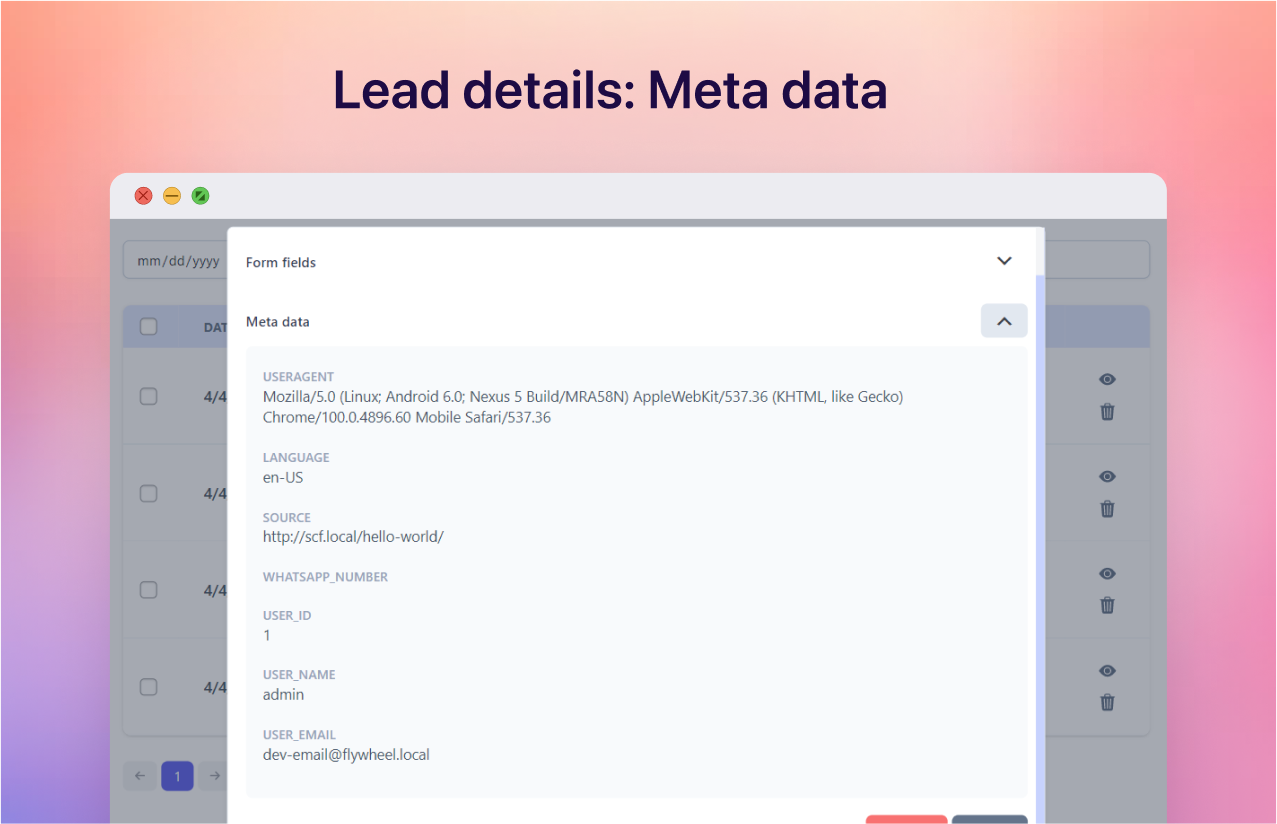 Lead details: Meta data
mm/dd/yyyy
Form fields
Meta data
DAT
USERAGENT
Mozilla/5.0 (Linux; Android 6.0; Nexus 5 Build/MRA58N) AppleWebKit/537.36 (KHTML, like Gecko)
Chrome/100.0.4896.60 Mobile Safari/537.36
4/4
LANGUAGE
en-US
4/4
SOURCE
http://scf.local/hello-world/
WHATSAPP_NUMBER
4/4
USER_ID
1
USER_NAME
admin
4/4
USER_EMAIL
dev-email@flywheel.local
1